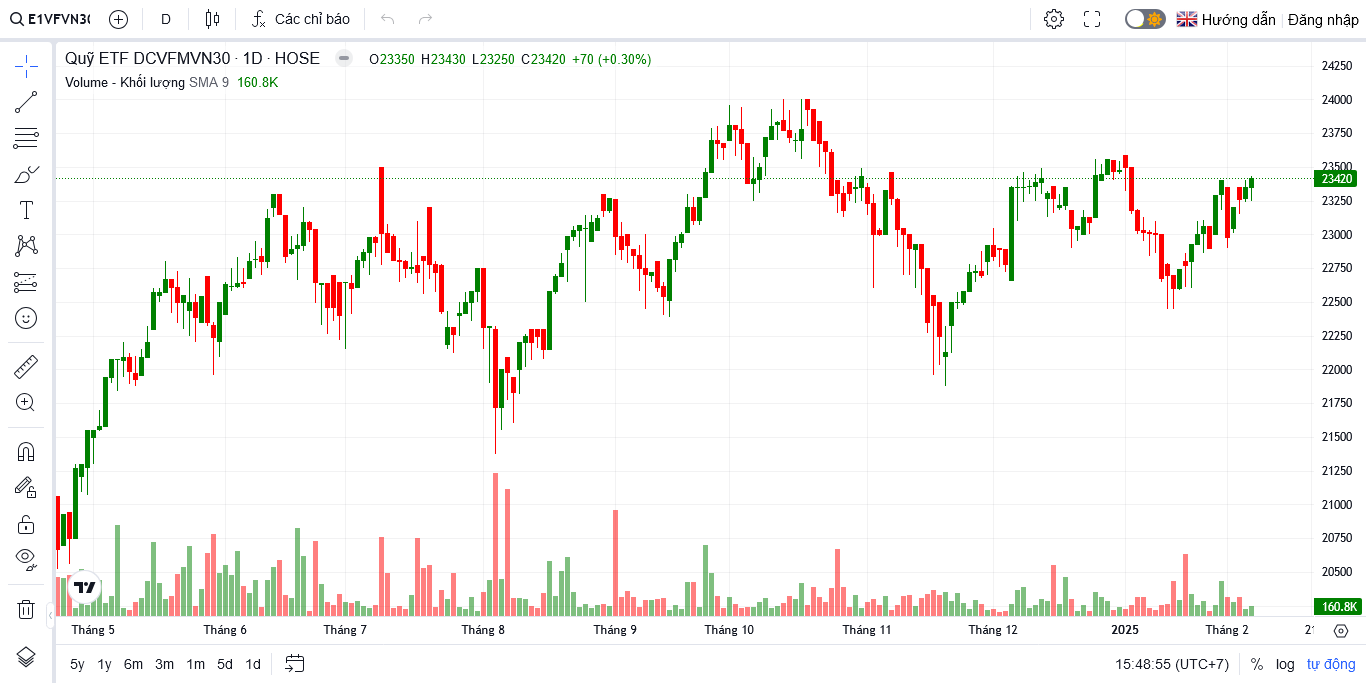 E1VFVN30
D
Các chỉ báo
Hướng dẫn
Đăng nhập
Quỹ ETF DCVFMVN30 · 1D · HOSE
O23350 H23430 L23250 C23420 +70 (+0.30%)
Volume - Khối lượng SMA 9 160.8K
24250
24000
23750
23500
23420
23250
23000
22750
22500
22250
22000
21750
21500
21250
21000
20750
20500
160.8K
Tháng 5 Tháng 6 Tháng 7 Tháng 8 Tháng 9 Tháng 10 Tháng 11 Tháng 12 2025 Tháng 2
5y 1y 6m 3m 1m 5d 1d
15:48:55 (UTC+7) % log tự động